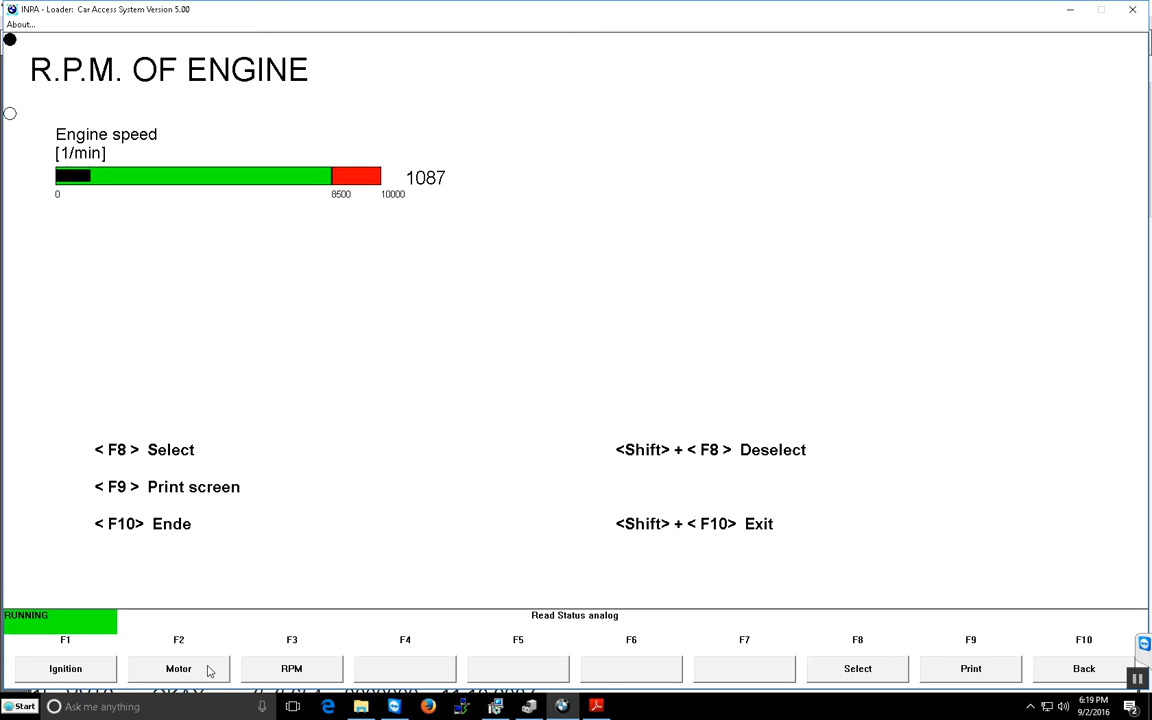 INPA - Loader: Car Access System Version 5.00
About...
R.P.M. OF ENGINE
Engine speed
[1/min]
1087
0 8500 10000
< F8 > Select <Shift> + < F8 > Deselect
< F9 > Print screen
< F10> Ende <Shift> + < F10> Exit
RUNNING Read Status analog
F1 F2 F3 F4 F5 F6 F7 F8 F9 F10
Ignition Motor RPM Select Print Back
Start Ask me anything 6:19 PM
9/2/2016 2